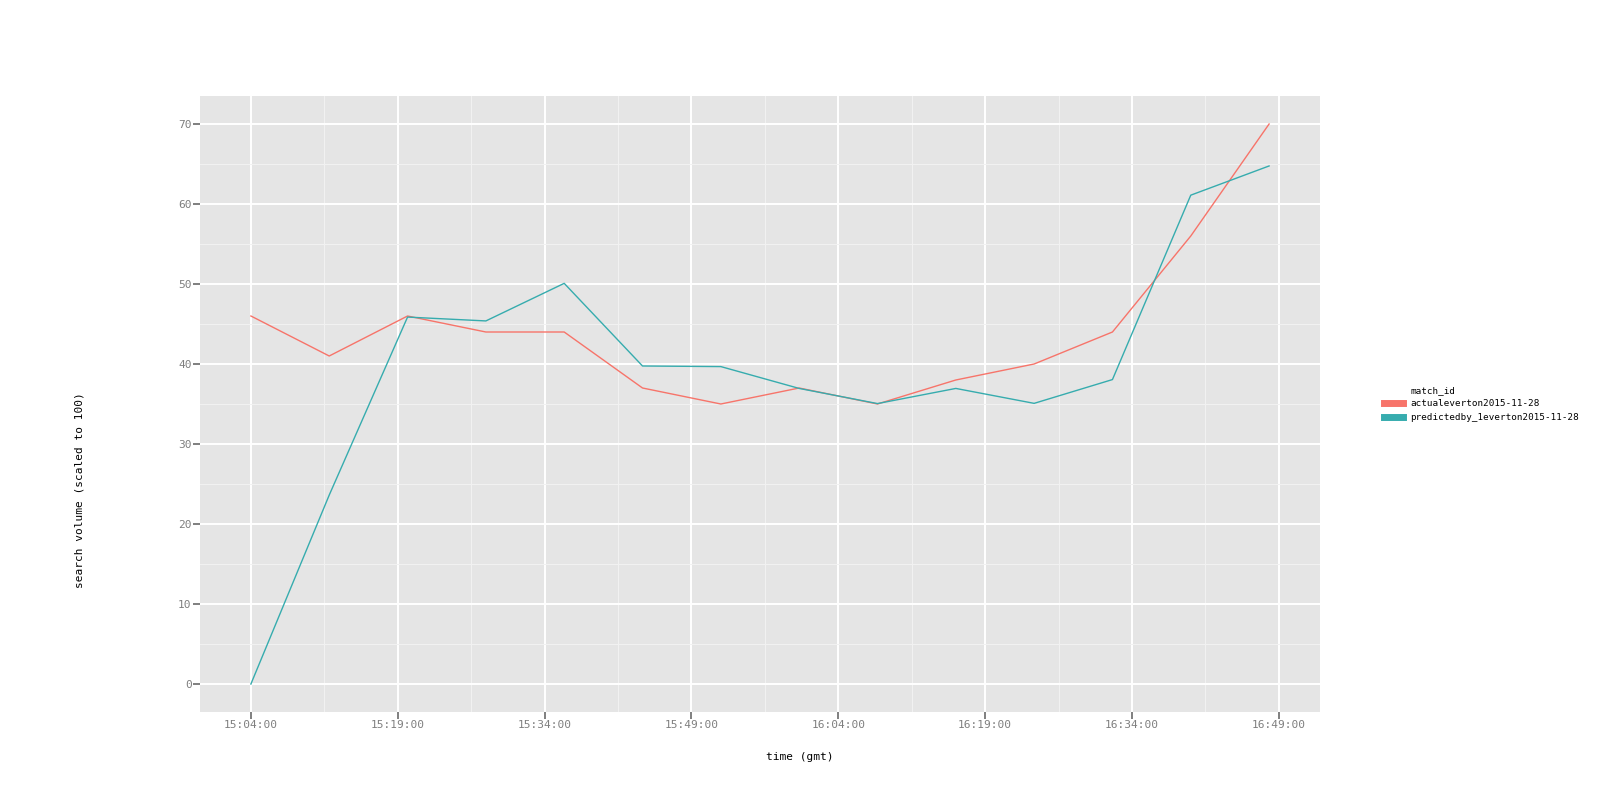 70
60
50
40
30
20
10
0
search volume (scaled to 100)
15:04:00 15:19:00 15:34:00 15:49:00 16:04:00 16:19:00 16:34:00 16:49:00
time (gmt)
match_id
actualeverton2015-11-28
predictedby_1everton2015-11-28